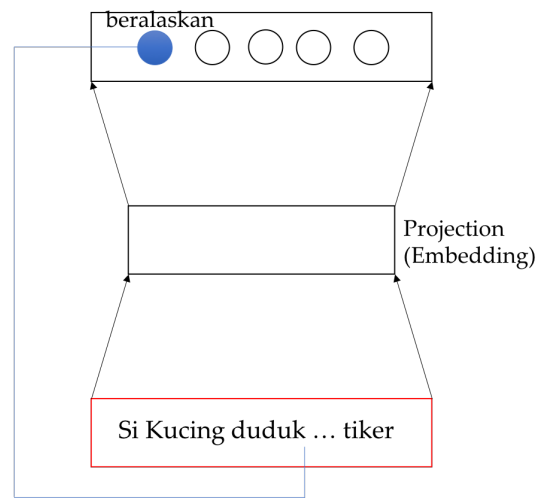 beralaskan
Projection
(Embedding)
Si Kucing duduk … tiker